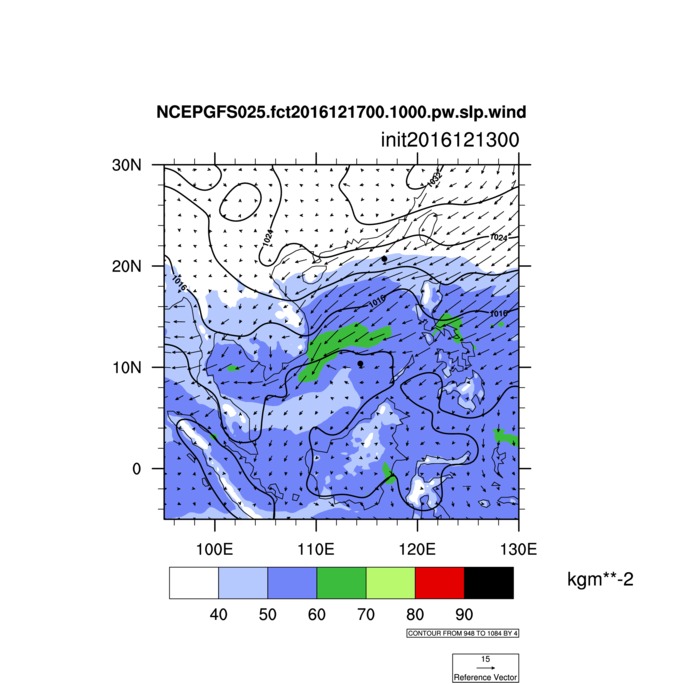 NCEPGFS025.fct2016121700.1000.pw.slp.wind
init2016121300
30N
1032
1024
1024
20N
1016
1016
1016
10N
0
100E 110E 120E 130E
kgm**-2
40 50 60 70 80 90
CONTOUR FROM 948 TO 1084 BY 4
15
Reference Vector